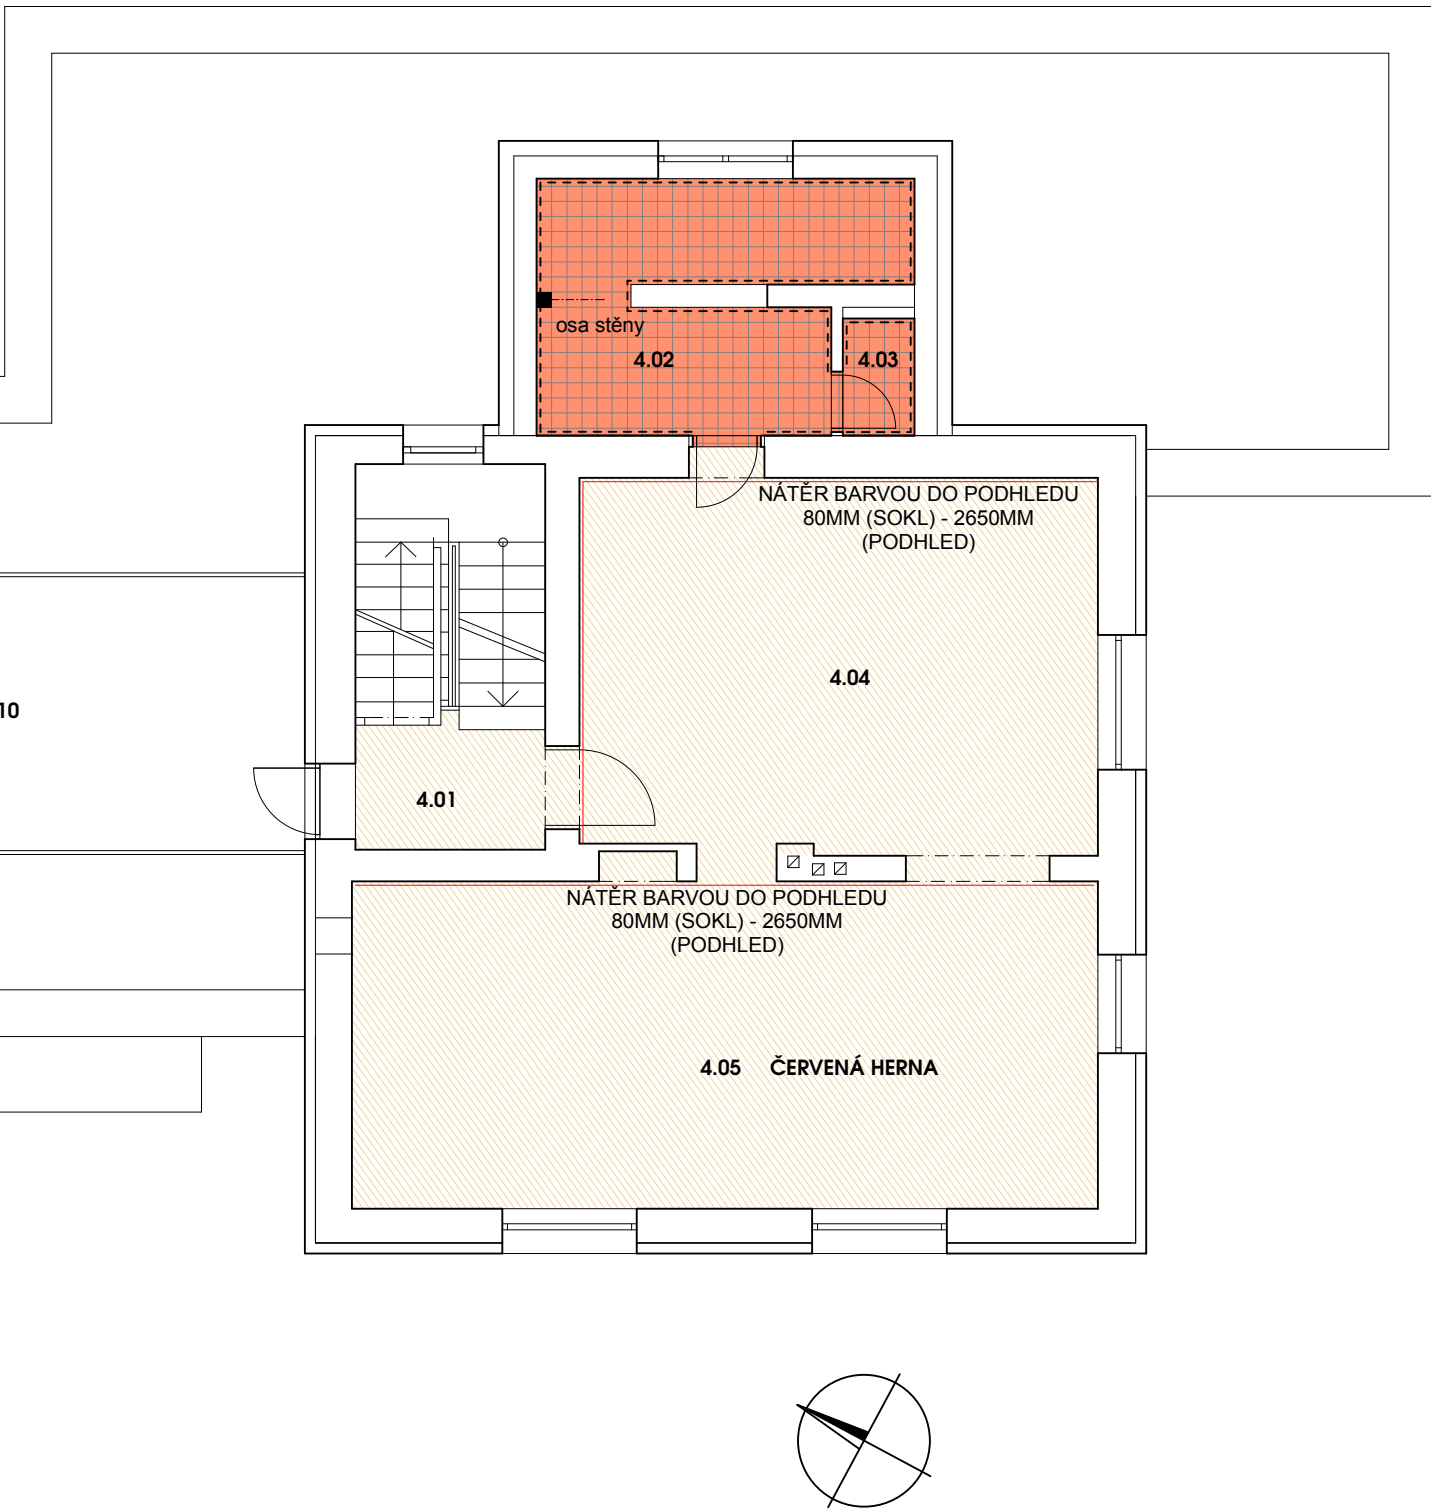 osa stěny
4.02
4.03
NÁTĚR BARVOU DO PODHLEDU
80MM (SOKL) - 2650MM
(PODHLED)
4.04
10
4.01
NÁTĚR BARVOU DO PODHLEDU
80MM (SOKL) - 2650MM
(PODHLED)
4.05 ČERVENÁ HERNA